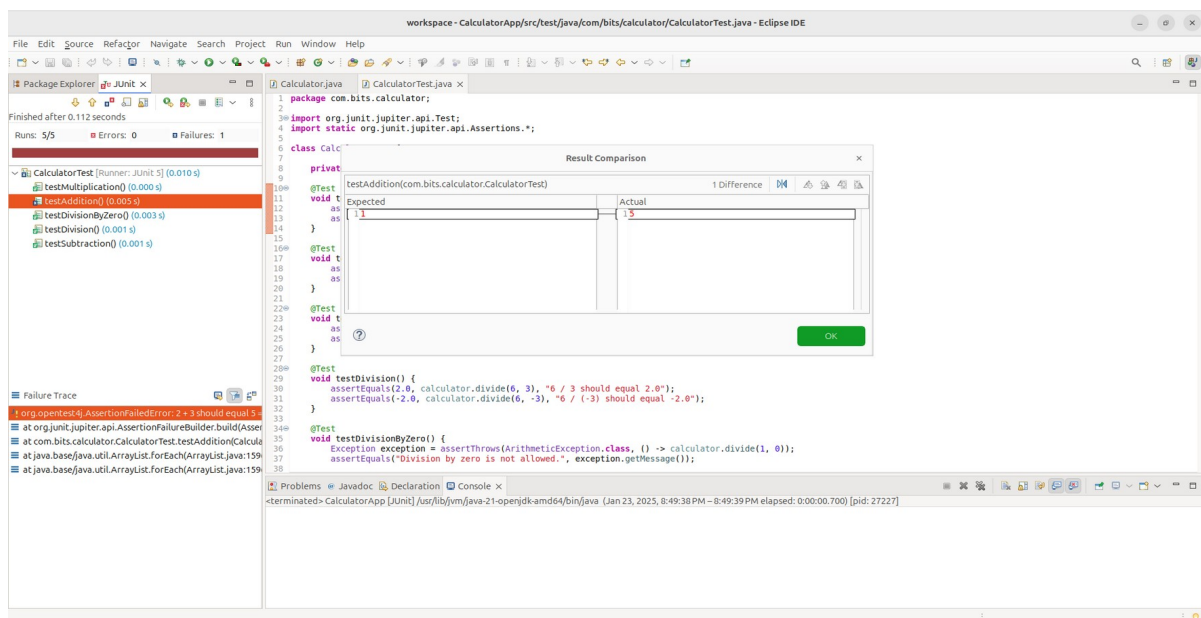 workspace - CalculatorApp/src/test/java/com/bits/calculator/CalculatorTest.java - Eclipse IDE
File Edit Source Refactor Navigate Search Project Run Window Help
Package Explorer JUnit
Calculator.java CalculatorTest.java
Finished after 0.112 seconds
Runs: 5/5 Errors: 0 Failures: 1
CalculatorTest [Runner: JUnit 5] (0.010 s)
testMultiplication() (0.000 s)
testAddition() (0.005 s)
testDivisionByZero() (0.003 s)
testDivision() (0.001 s)
testSubtraction() (0.001 s)
Failure Trace
org.opentest4j.AssertionFailedError: 2 + 3 should equal 5 =
at org.junit.jupiter.api.AssertionFailureBuilder.build(Asser
at com.bits.calculator.CalculatorTest.testAddition(Calcula
at java.base/java.util.ArrayList.forEach(ArrayList.java:159
at java.base/java.util.ArrayList.forEach(ArrayList.java:159
1 package com.bits.calculator;
2
3 import org.junit.jupiter.api.Test;
4 import static org.junit.jupiter.api.Assertions.*;
5
6 class Calc
7
8 privat
9
10 @Test
11 void t
12 as
13 as
14 }
15
16 @Test
17 void t
18 as
19 as
20 }
21
22 @Test
23 void t
24 as
25 as
26 }
27
28 @Test
29 void testDivision() {
30 assertEquals(2.0, calculator.divide(6, 3), "6 / 3 should equal 2.0");
31 assertEquals(-2.0, calculator.divide(6, -3), "6 / (-3) should equal -2.0");
32 }
33
34 @Test
35 void testDivisionByZero() {
36 Exception exception = assertThrows(ArithmeticException.class, () -> calculator.divide(1, 0));
37 assertEquals("Division by zero is not allowed.", exception.getMessage());
38
Result Comparison
testAddition(com.bits.calculator.CalculatorTest) 1 Difference
Expected Actual
1 1 1 5
OK
Problems Javadoc Declaration Console
<terminated> CalculatorApp [JUnit] /usr/lib/jvm/java-21-openjdk-amd64/bin/java (Jan 23, 2025, 8:49:38 PM – 8:49:39 PM elapsed: 0:00:00.700) [pid: 27227]